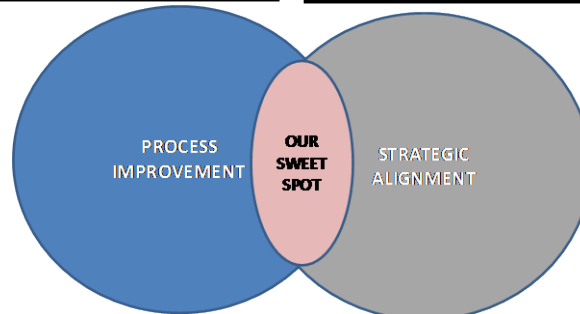 PROCESS
IMPROVEMENT
OUR
SWEET
SPOT
STRATEGIC
ALIGNMENT